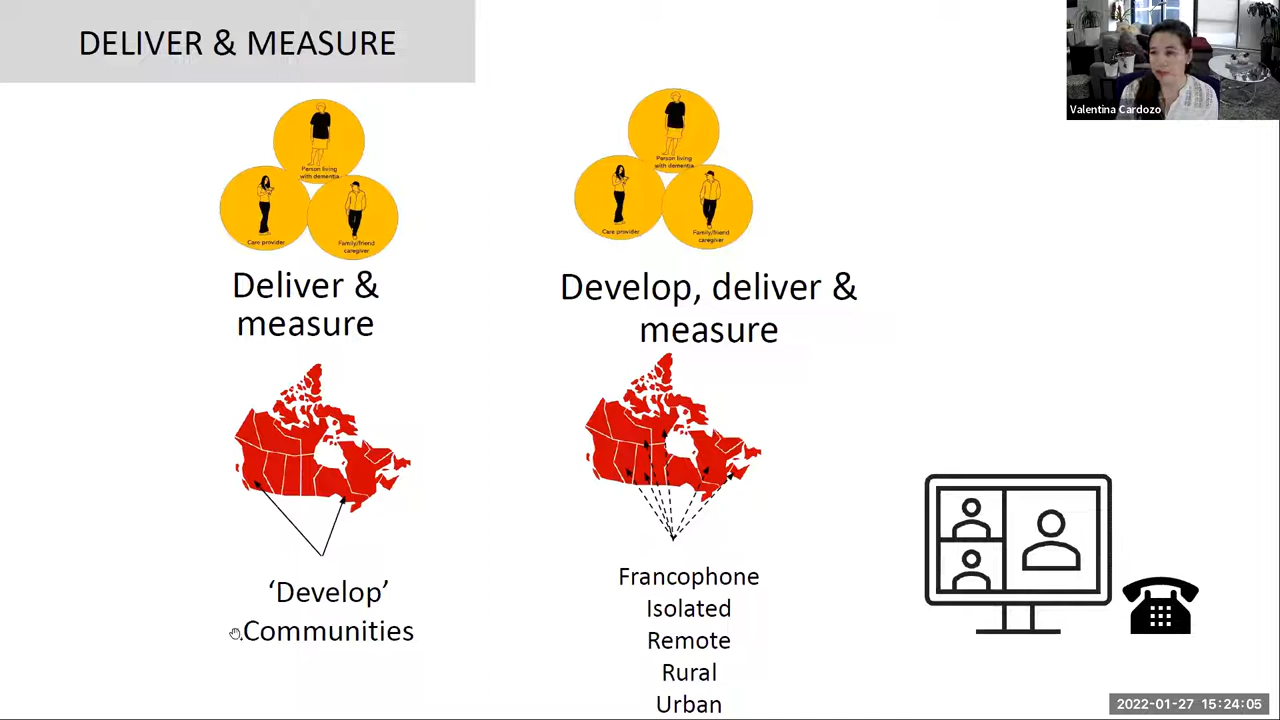 DELIVER & MEASURE
Valentina Cardozo
Person living
with dementia
Care provider
Family/friend
caregiver
Deliver &
measure
'Develop'
Communities
Person living
with dementia
Care provider
Family/friend
caregiver
Develop, deliver &
measure
Francophone
Isolated
Remote
Rural
Urban
2022-01-27 15:24:05